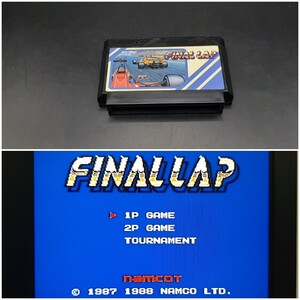 FINAL LAP
FINAL LAP
1P GAME
2P GAME
TOURNAMENT
namcot
© 1987 1988 NAMCO LTD.